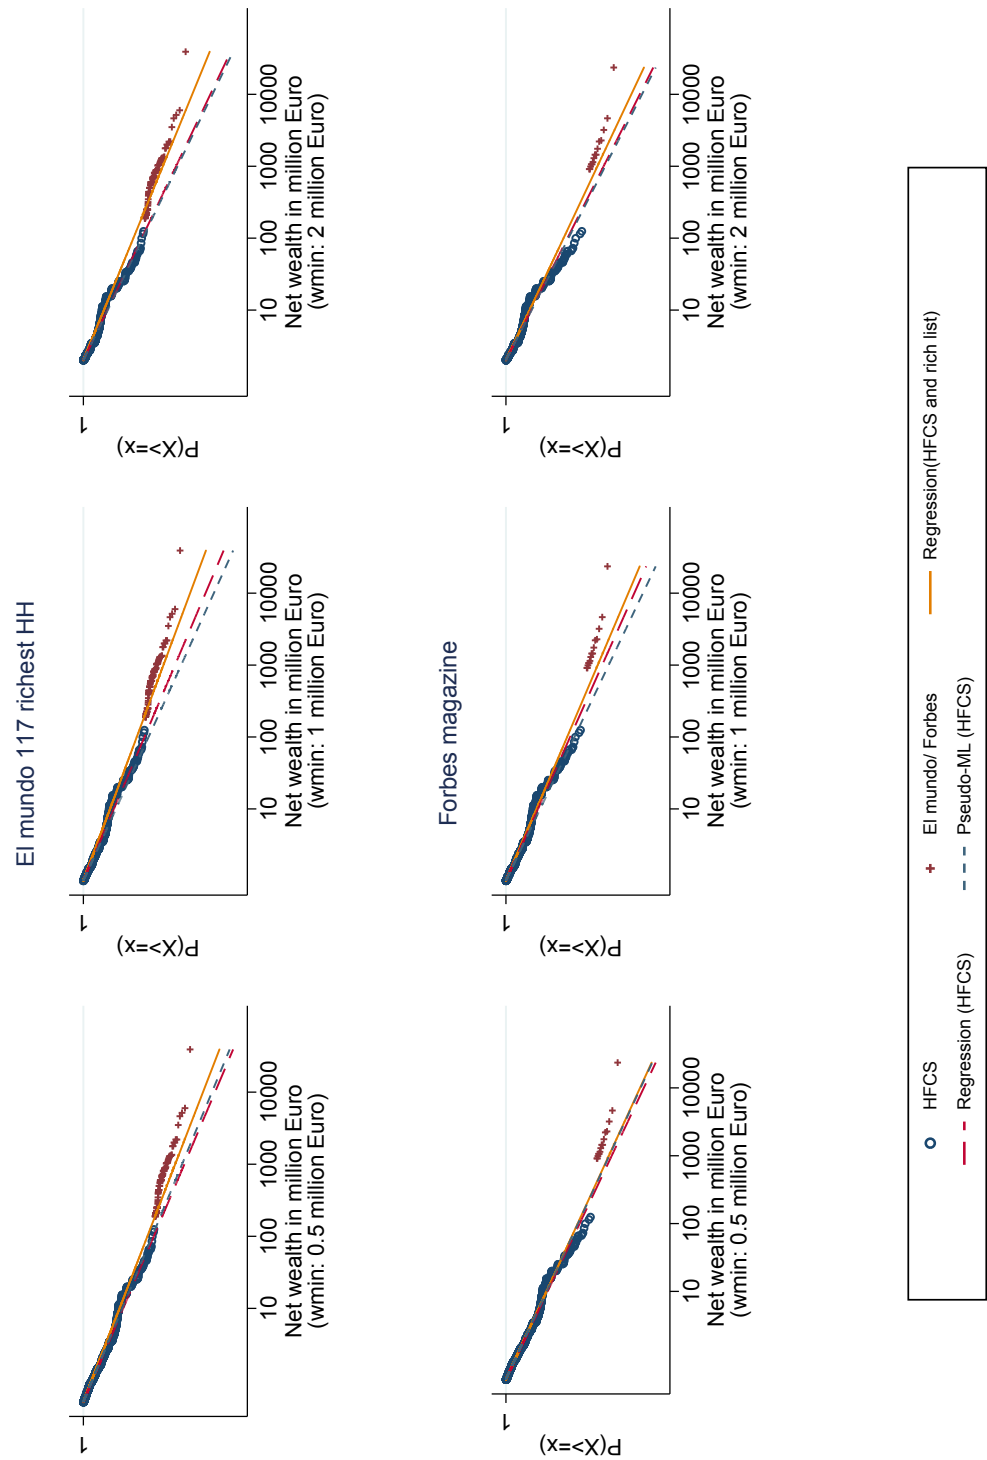 El mundo 117 richest HH
P(X>=x)
1
10 100 1000 10000
Net wealth in million Euro
(wmin: 0.5 million Euro)
P(X>=x)
1
10 100 1000 10000
Net wealth in million Euro
(wmin: 1 million Euro)
P(X>=x)
1
10 100 1000 10000
Net wealth in million Euro
(wmin: 2 million Euro)
Forbes magazine
P(X>=x)
1
10 100 1000 10000
Net wealth in million Euro
(wmin: 0.5 million Euro)
P(X>=x)
1
10 100 1000 10000
Net wealth in million Euro
(wmin: 1 million Euro)
P(X>=x)
1
10 100 1000 10000
Net wealth in million Euro
(wmin: 2 million Euro)
HFCS El mundo/ Forbes Regression(HFCS and rich list)
Regression (HFCS) Pseudo-ML (HFCS)